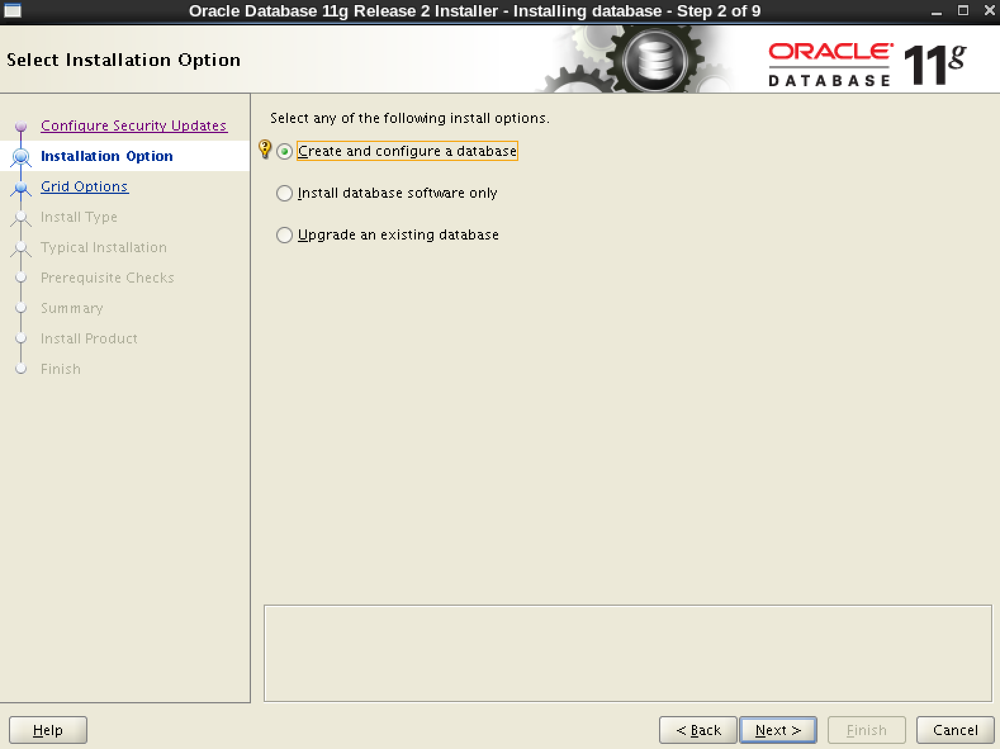 Oracle Database 11g Release 2 Installer - Installing database - Step 2 of 9
Select Installation Option
ORACLE
DATABASE
11g
Configure Security Updates
Installation Option
Grid Options
Install Type
Typical Installation
Prerequisite Checks
Summary
Install Product
Finish
Select any of the following install options.
Create and configure a database
Install database software only
Upgrade an existing database
Help
< Back
Next >
Finish
Cancel